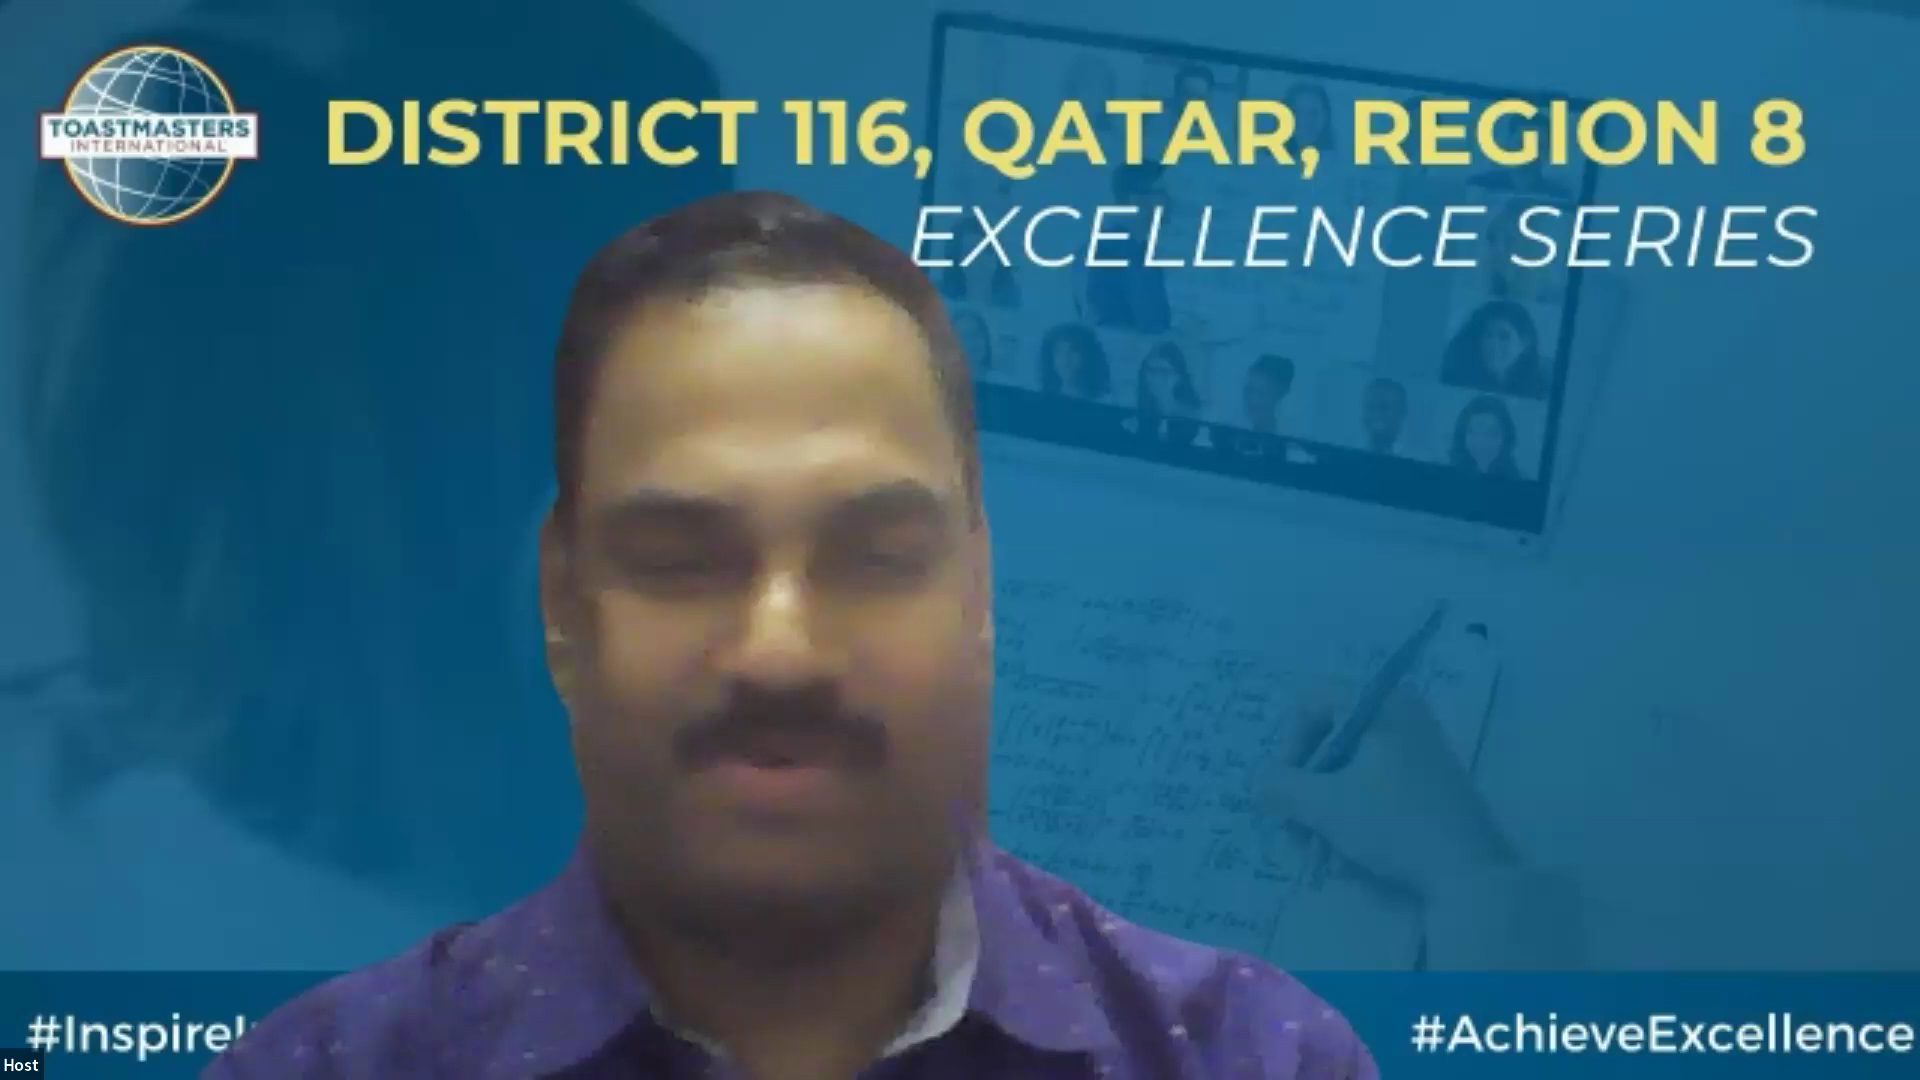 TOASTMASTERS
INTERNATIONAL
DISTRICT 116, QATAR, REGION 8
EXCELLENCE SERIES
#AchieveExcellence
Host